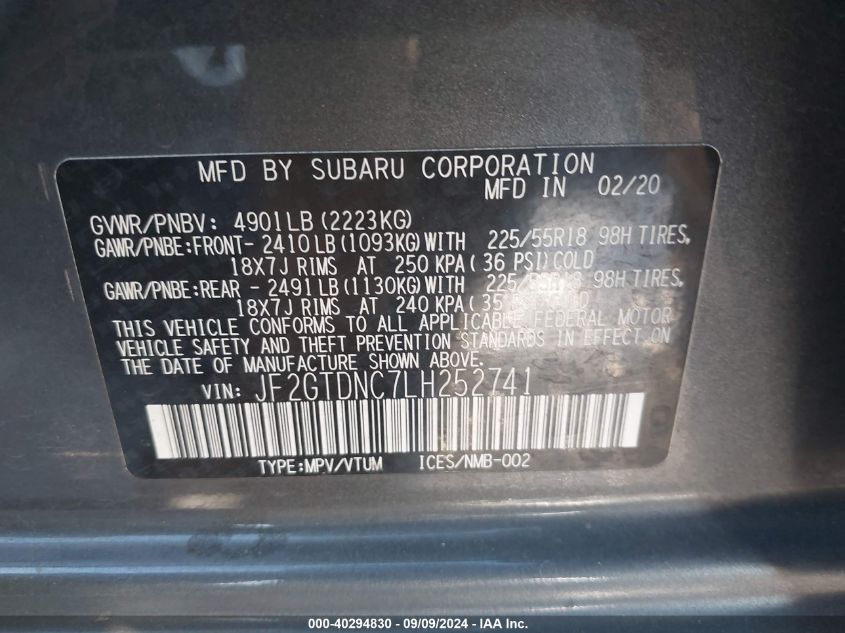 MFD BY SUBARU CORPORATION
MFD IN 02/20
GVWR/PNBV: 4901LB (2223KG)
GAWR/PNBE:FRONT- 2410LB (1093KG) WITH 225/55R18 98H TIRES,
18X7J RIMS AT 250 KPA ( 36 PSI) COLD
GAWR/PNBE:REAR - 2491LB (1130KG) WITH 225/55R18 98H TIRES,
18X7J RIMS AT 240 KPA ( 35
THIS VEHICLE CONFORMS TO ALL APPLICABLE FEDERAL MOTOR
VEHICLE SAFETY AND THEFT PREVENTION STANDARDS IN EFFECT ON
THE DATE OF MANUFACTURE SHOWN ABOVE.
VIN: JF2GTDNC7LH252741
TYPE:MPV/VTUM ICES/NMB-002
000-40294830 - 09/09/2024 - IAA Inc.